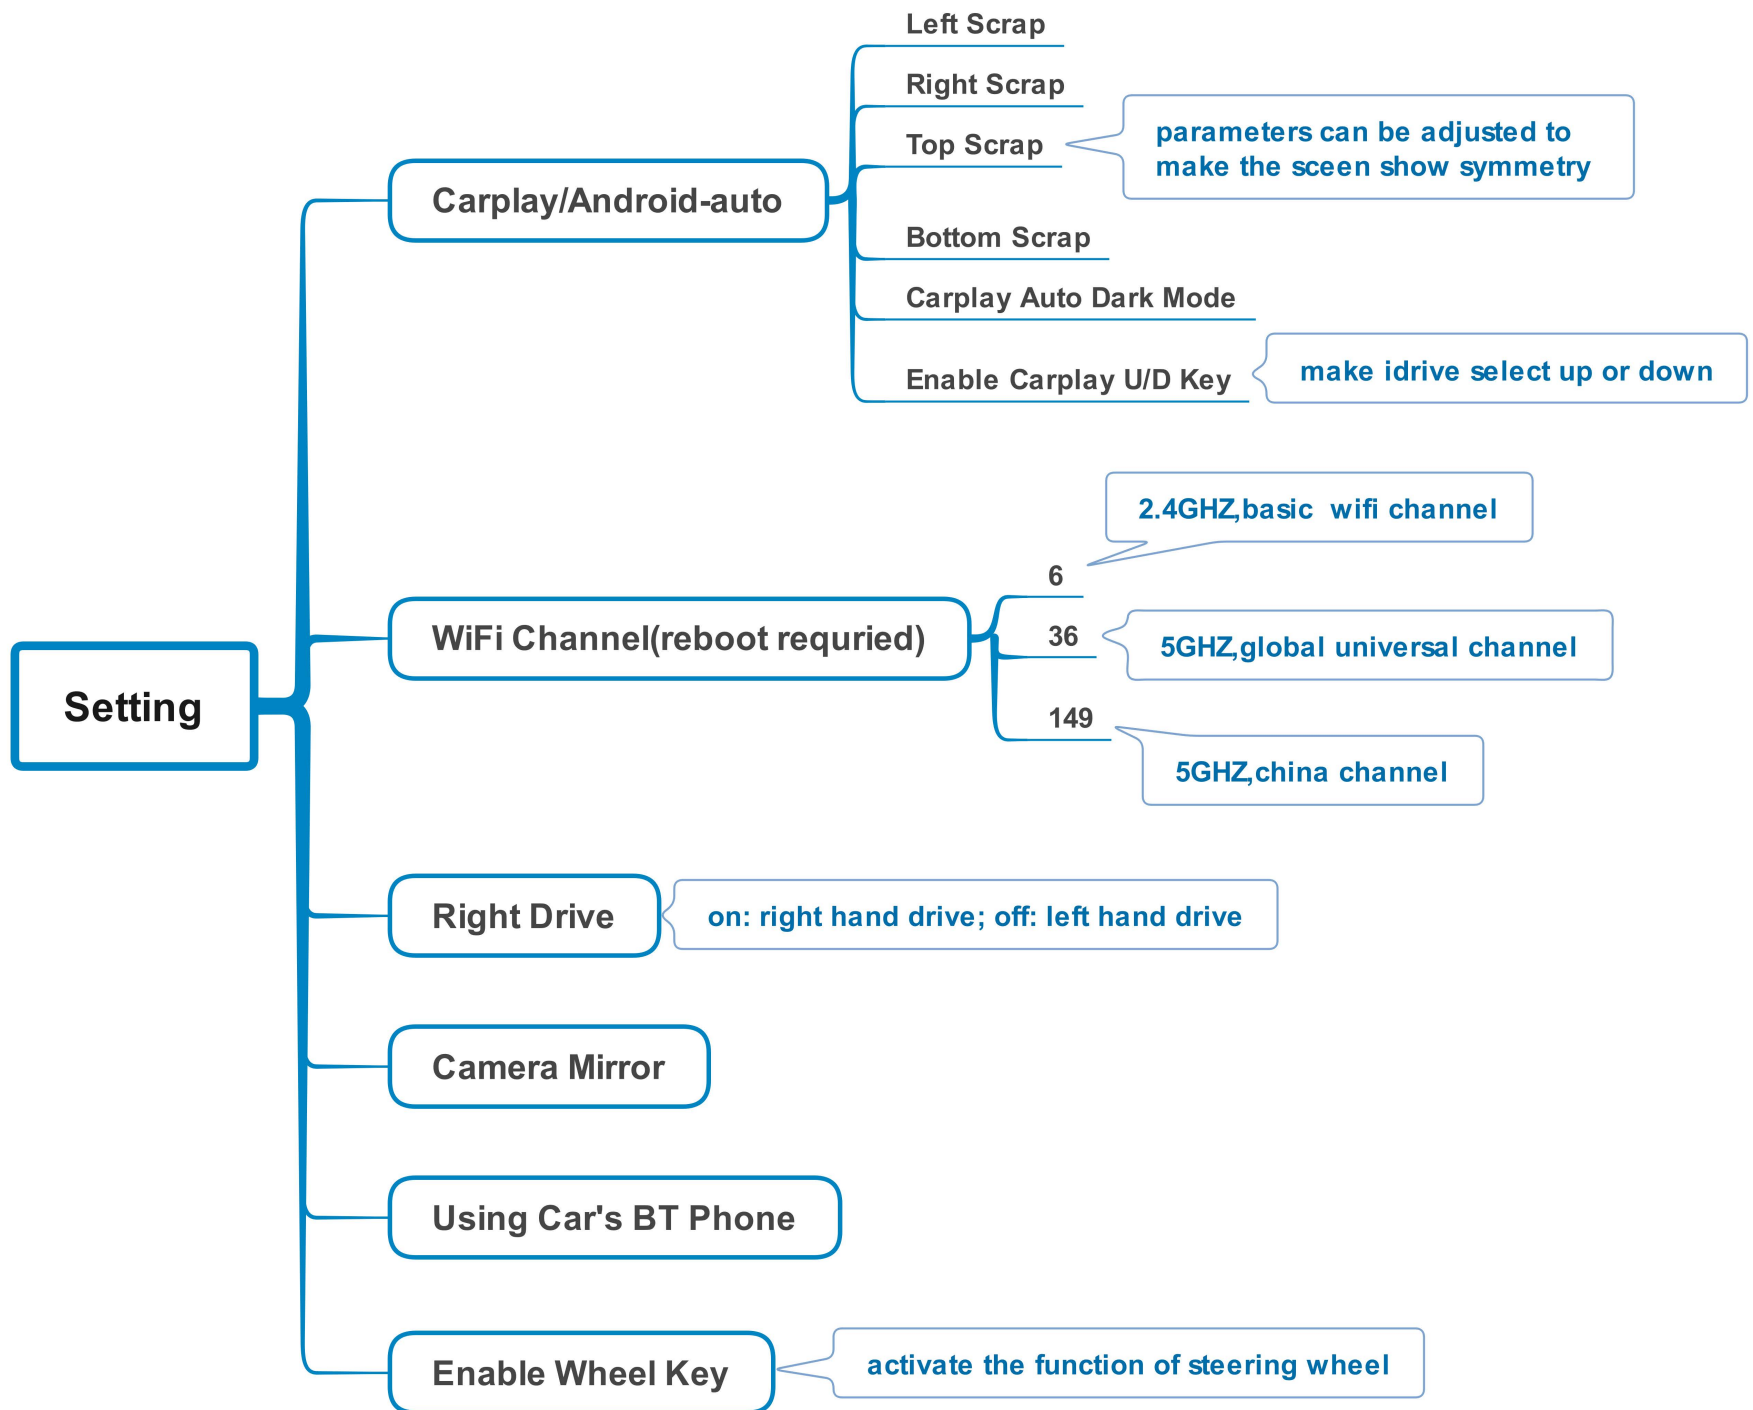 Left Scrap
Right Scrap
Top Scrap
parameters can be adjusted to
make the sceen show symmetry
Carplay/Android-auto
Bottom Scrap
Carplay Auto Dark Mode
Enable Carplay U/D Key
make idrive select up or down
2.4GHZ,basic  wifi channel
6
WiFi Channel(reboot requried)
36
5GHZ,global universal channel
Setting
149
5GHZ,china channel
Right Drive
on: right hand drive; off: left hand drive
Camera Mirror
Using Car's BT Phone
Enable Wheel Key
activate the function of steering wheel